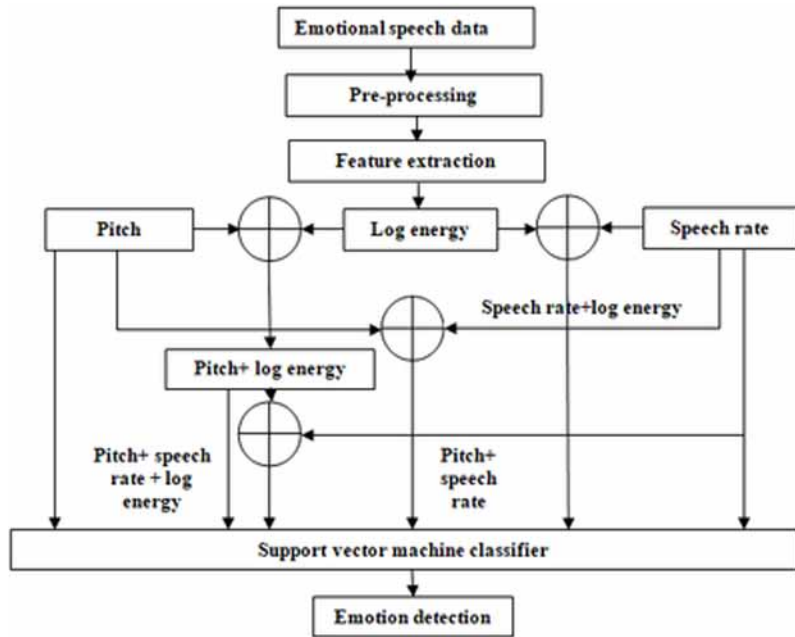 Emotional speech data
Pre-processing
Feature extraction
Pitch
Log energy
Speech rate
Speech rate+log energy
Pitch+ log energy
Pitch+ speech
rate + log
energy
Pitch+
speech
rate
Support vector machine classifier
Emotion detection